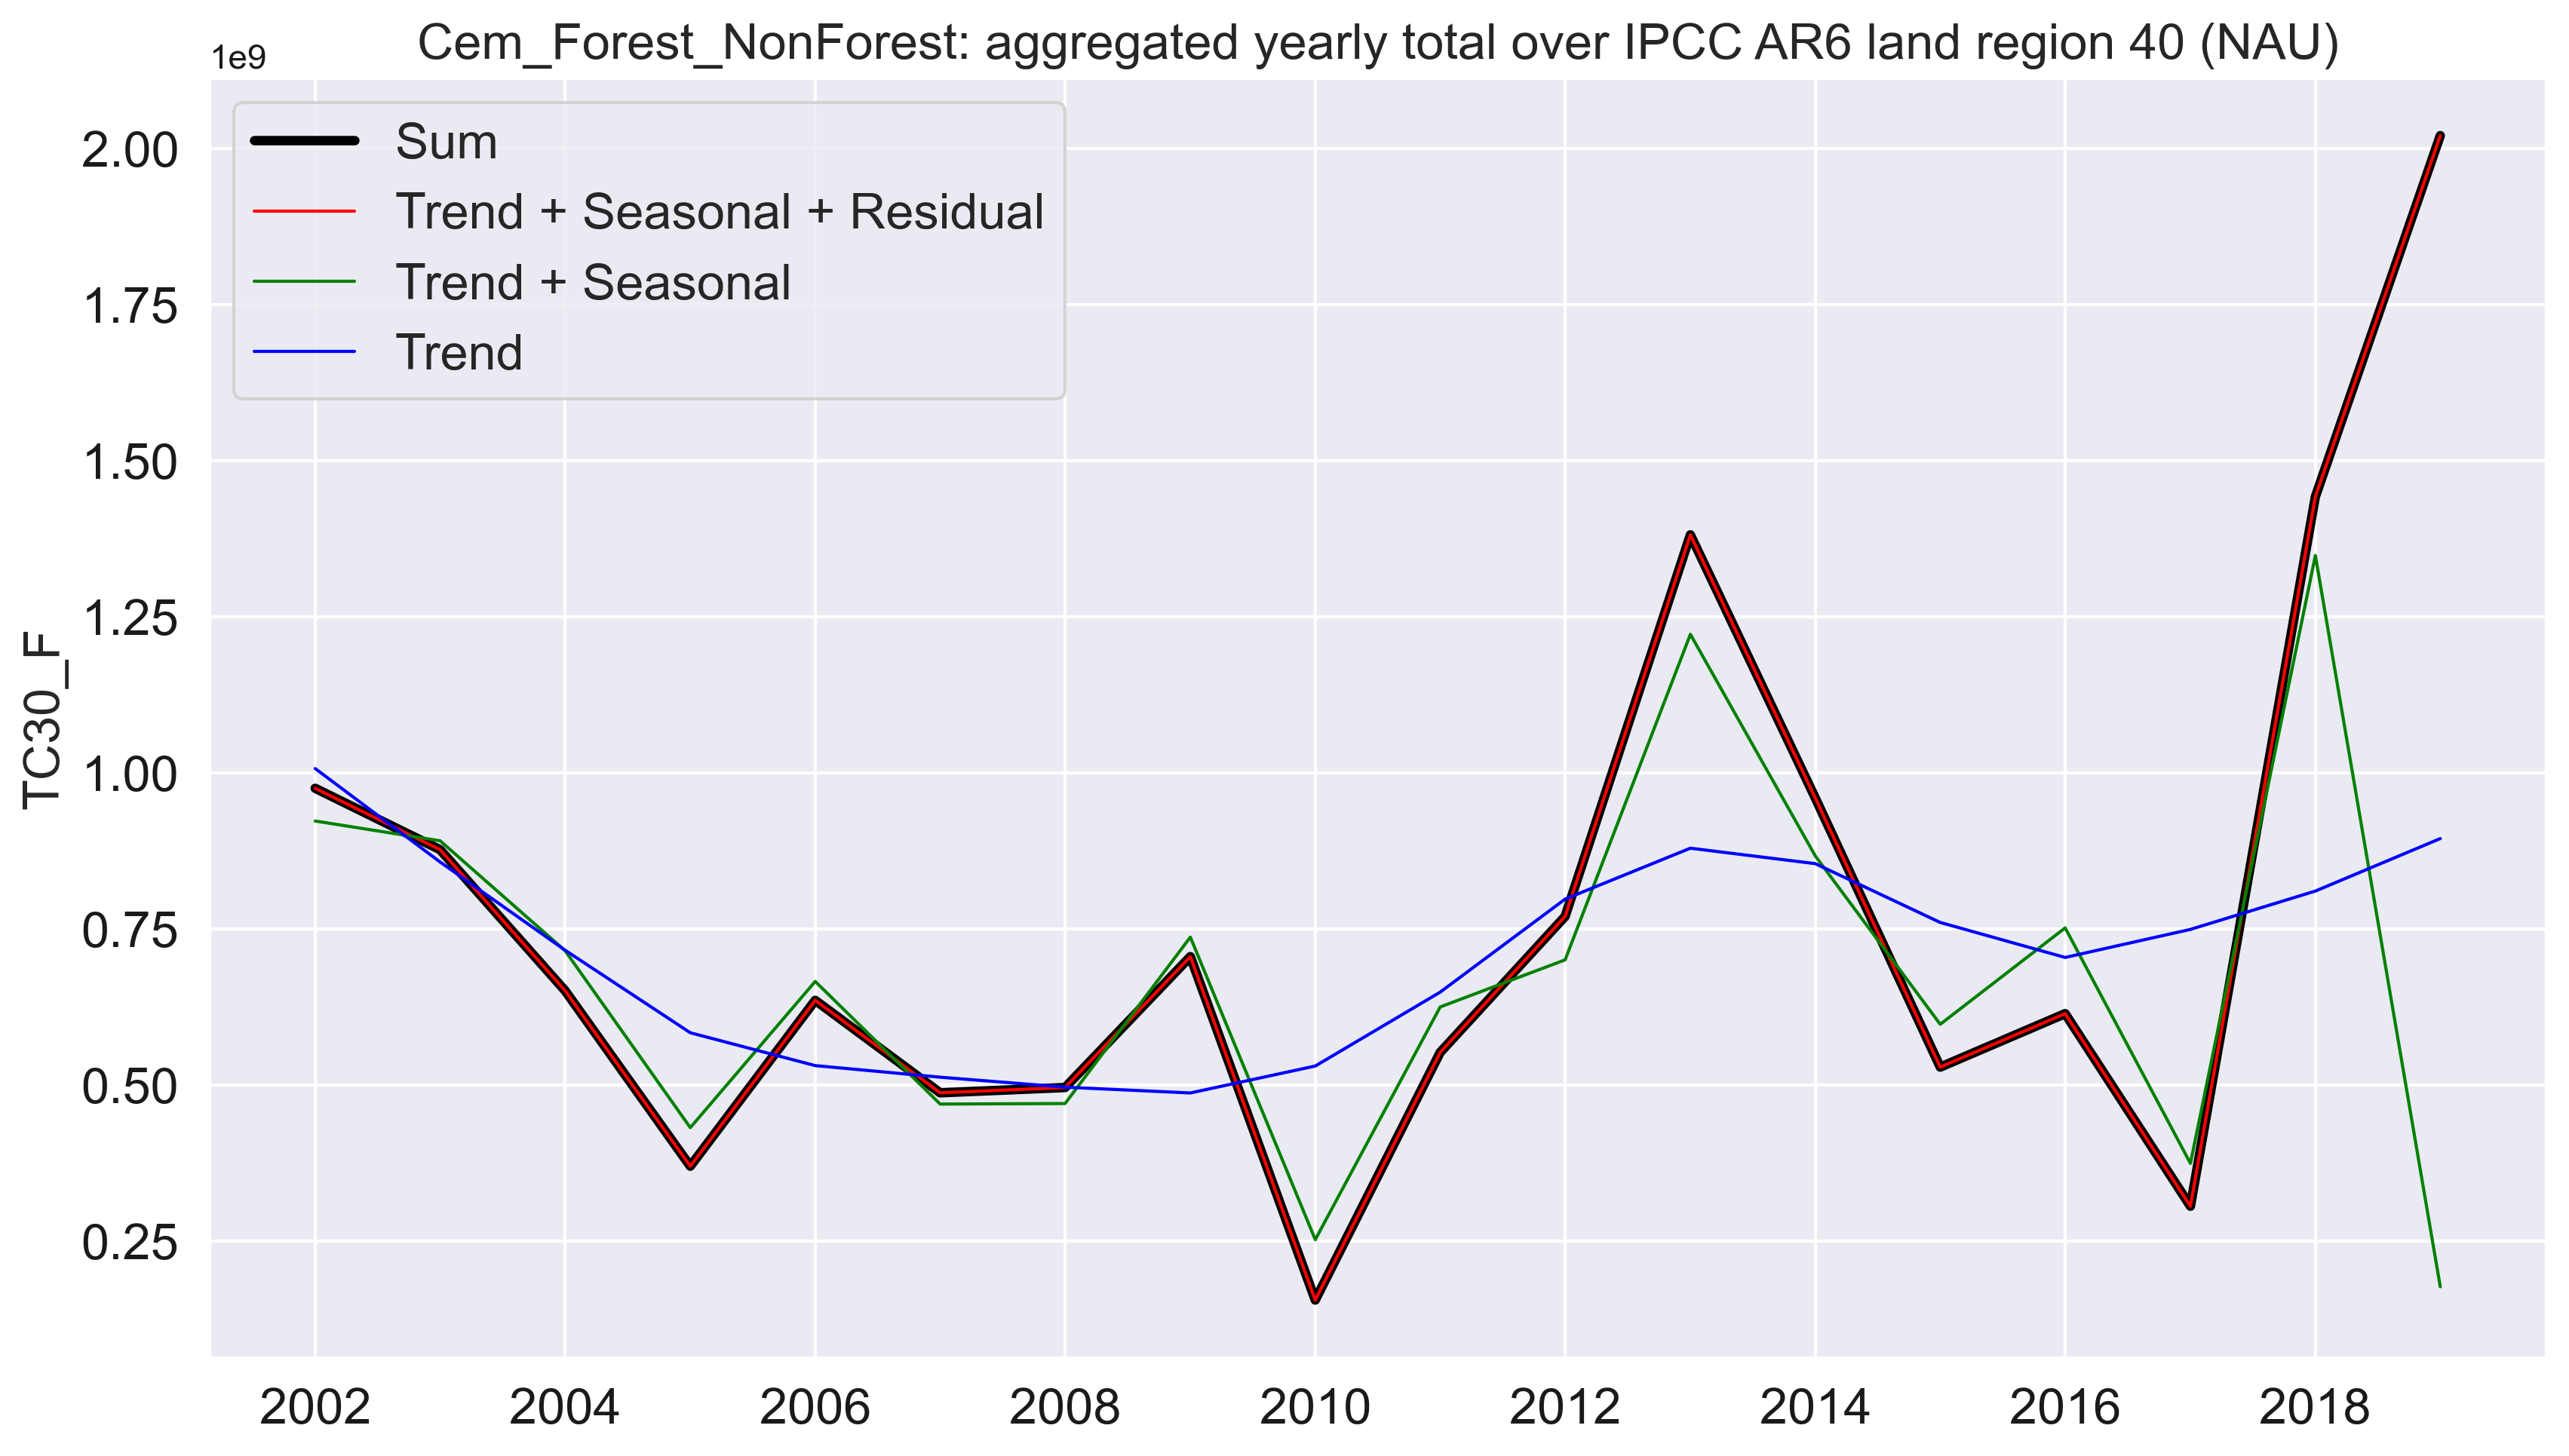 Cem_Forest_NonForest: aggregated yearly total over IPCC AR6 land region 40 (NAU)
1e9
Sum
Trend + Seasonal + Residual
Trend + Seasonal
Trend
2.00
1.75
1.50
1.25
1.00
0.75
0.50
0.25
TC30_F
2002 2004 2006 2008 2010 2012 2014 2016 2018